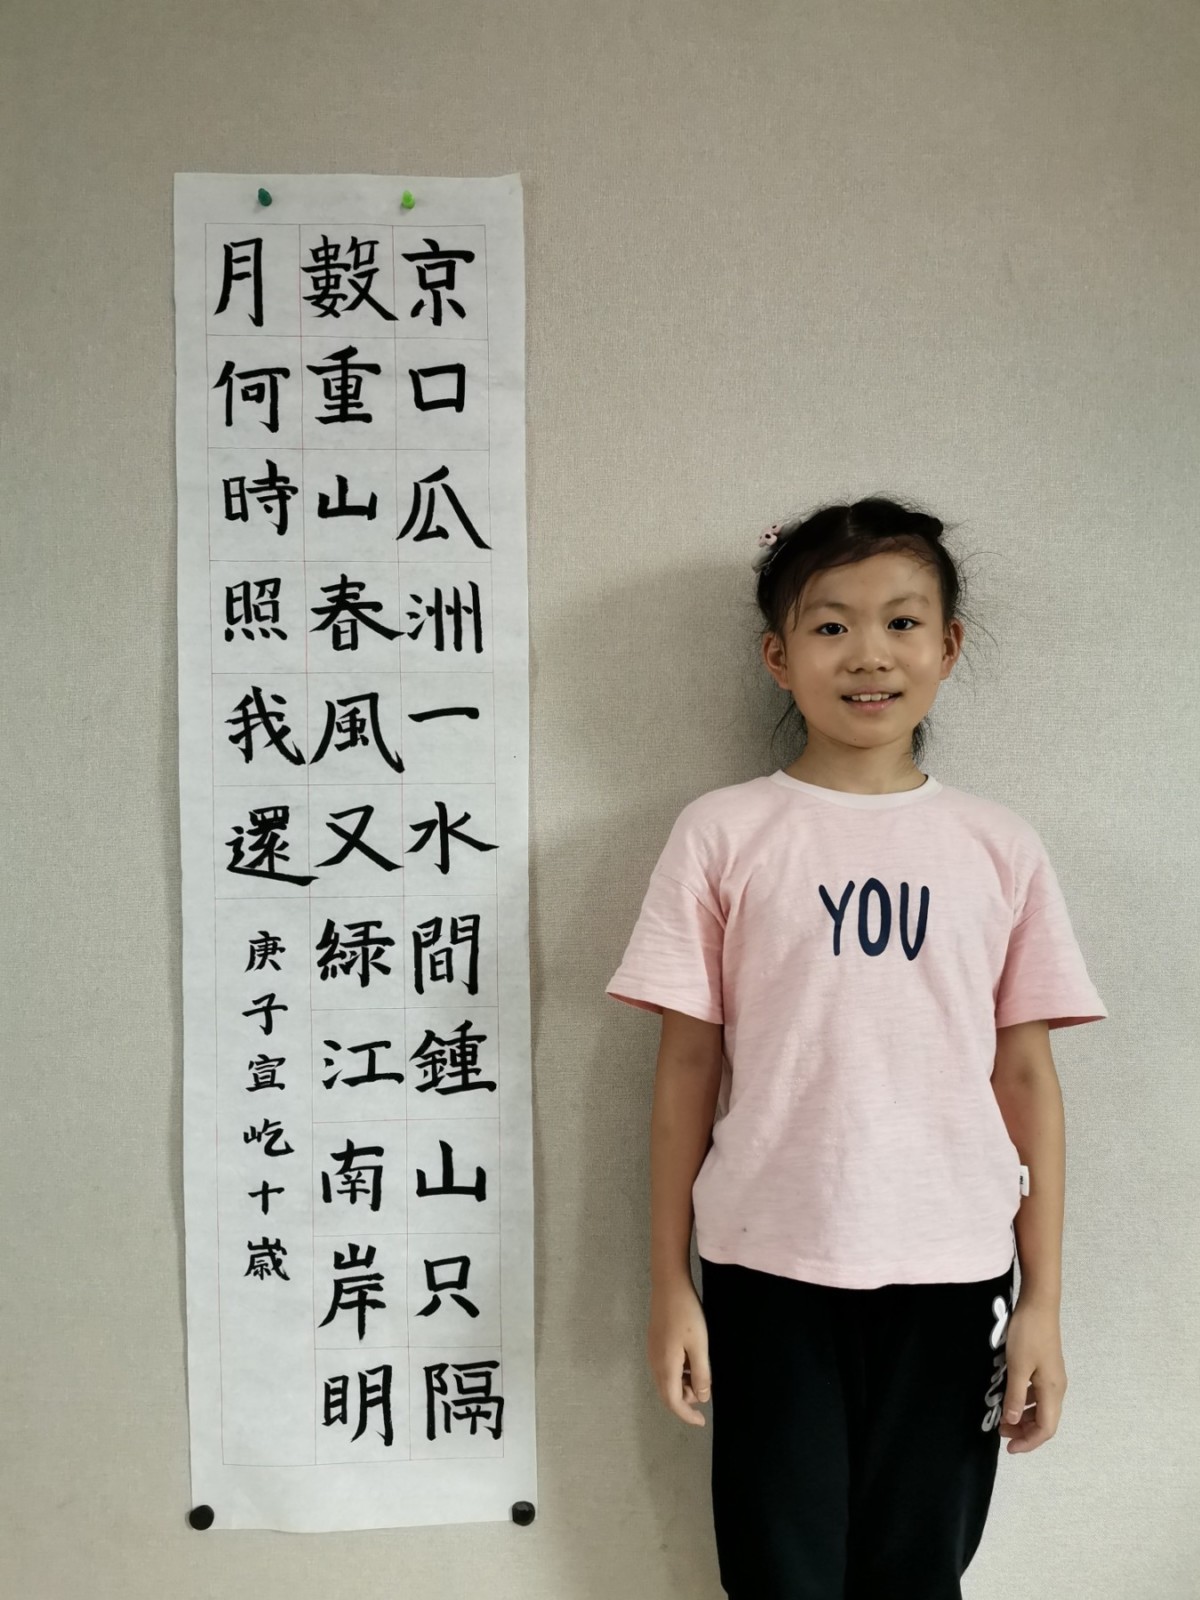 京口瓜洲一水間鍾山只隔
數重山春風又緑江南岸明
月何時照我還
庚子宣屹十歲
YOU